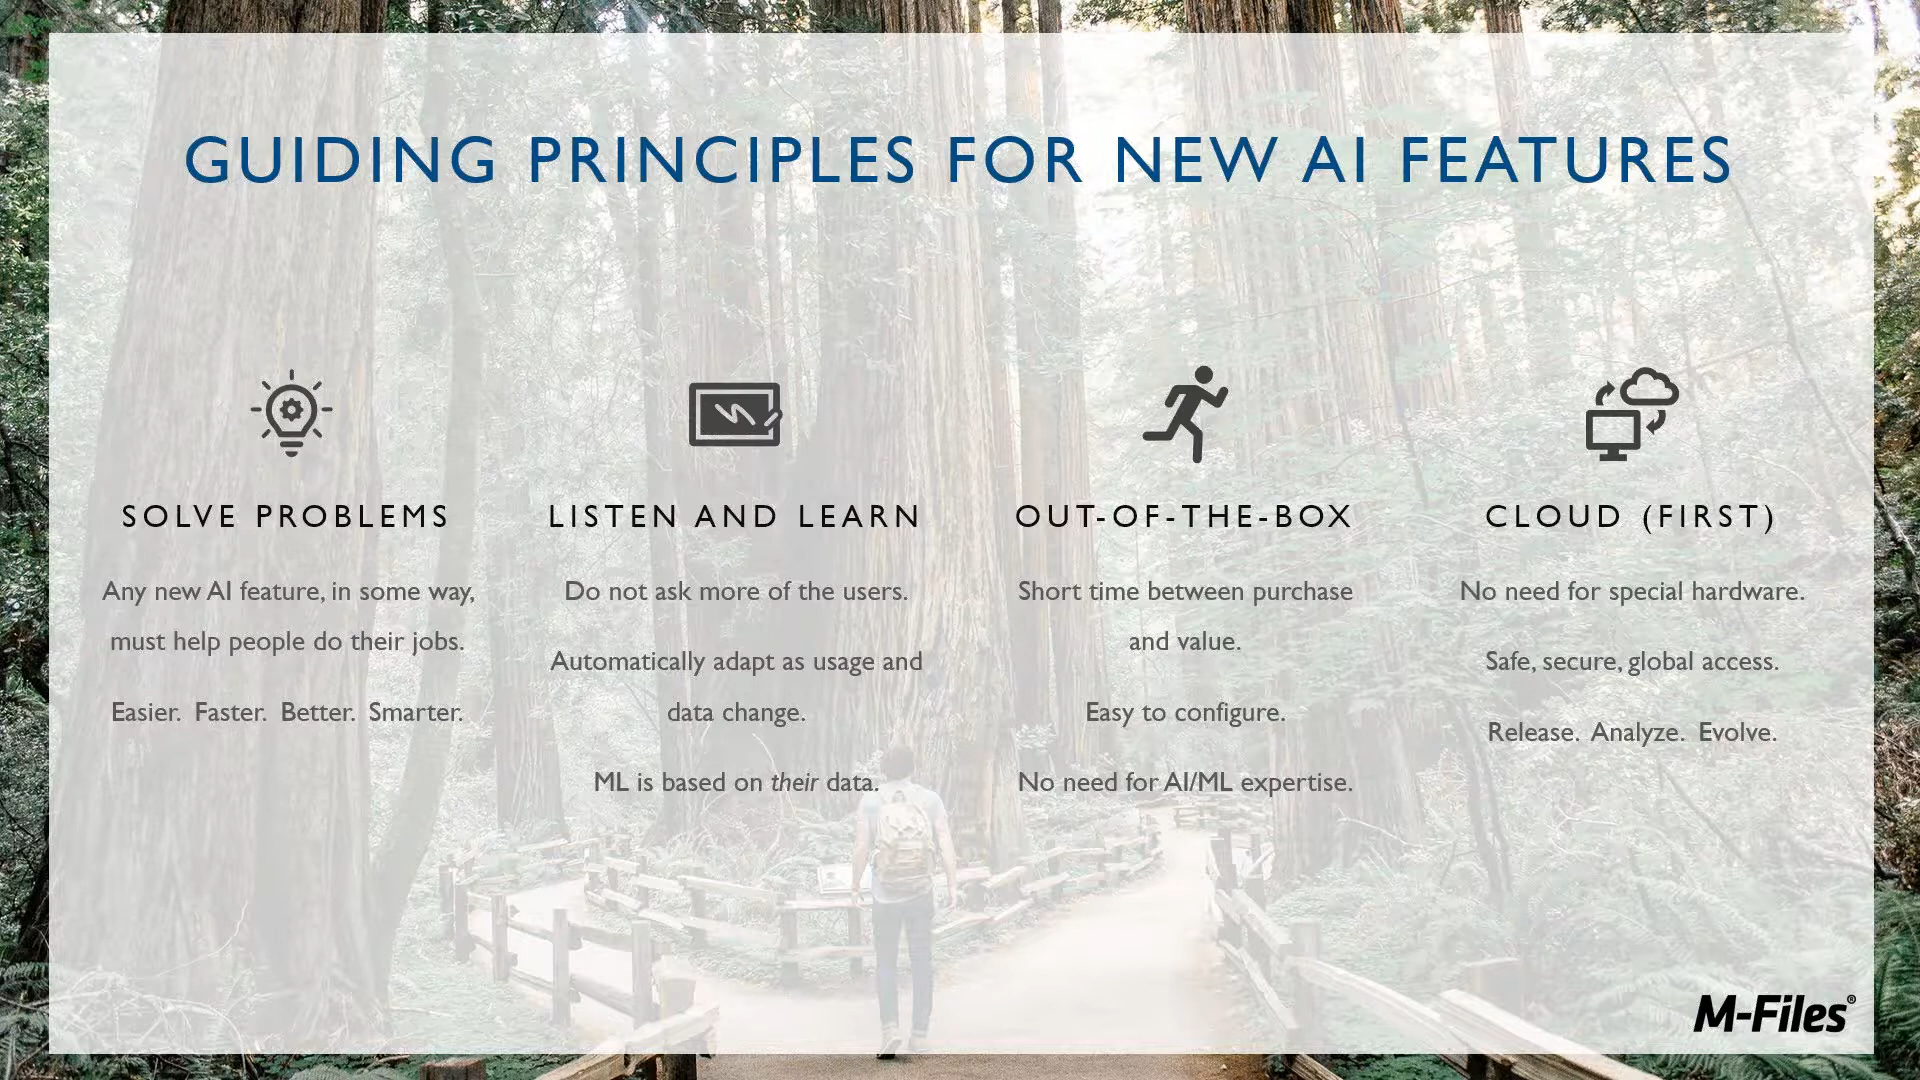 GUIDING PRINCIPLES FOR NEW AI FEATURES
SOLVE PROBLEMS
Any new AI feature, in some way,
must help people do their jobs.
Easier. Faster. Better. Smarter.
LISTEN AND LEARN
Do not ask more of the users.
Automatically adapt as usage and
data change.
ML is based on their data.
OUT-OF-THE-BOX
Short time between purchase
and value.
Easy to configure.
No need for AI/ML expertise.
CLOUD (FIRST)
No need for special hardware.
Safe, secure, global access.
Release. Analyze. Evolve.
M-Files®